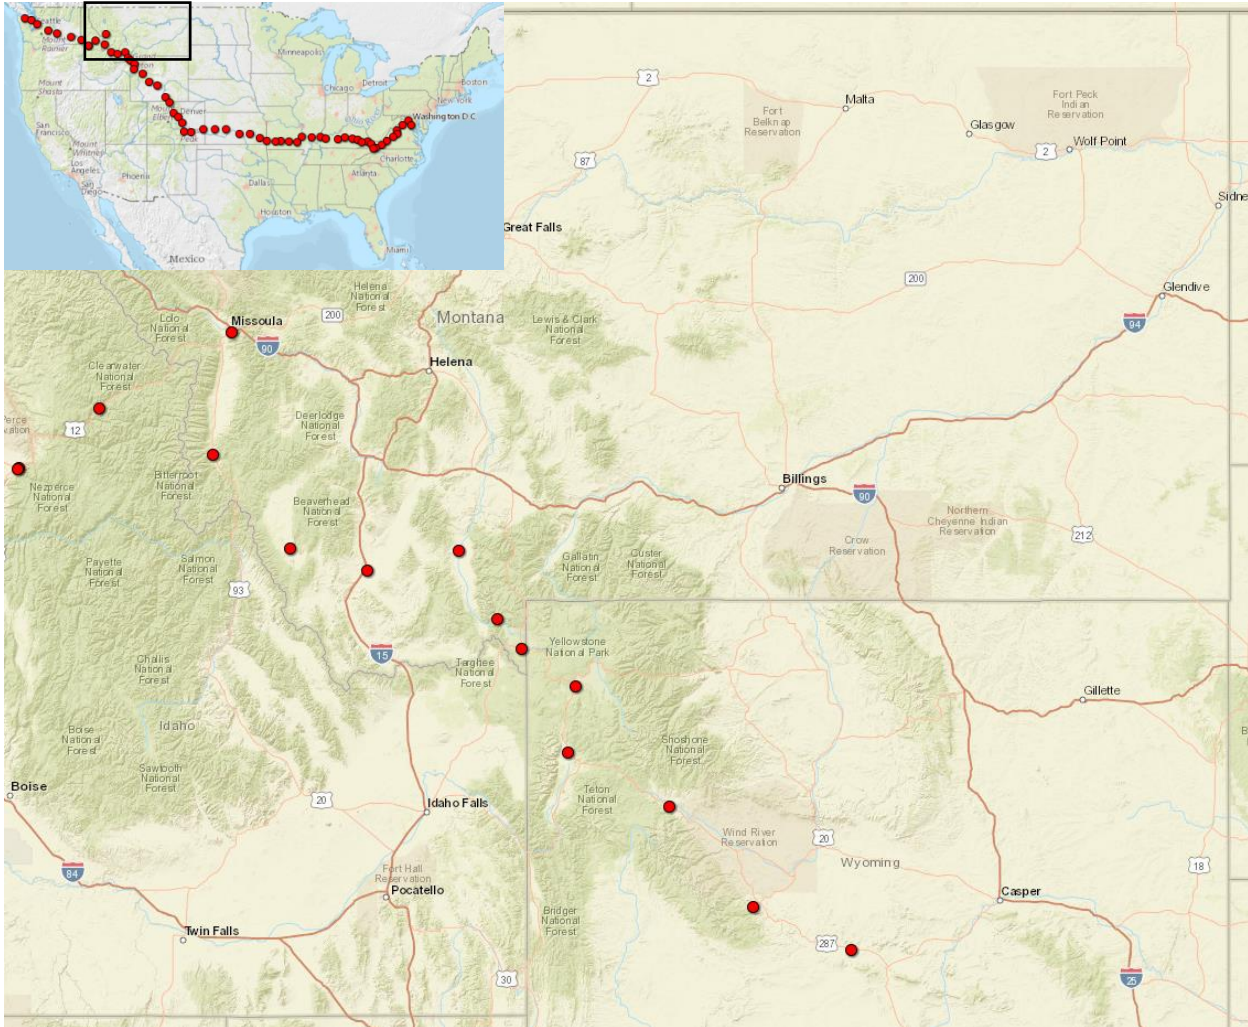 Seattle
Mount
Rainier
Minneapolis
Mount
Shasta
Chicago
Detroit
Boston
New York
Denver
Washington D C
San
Francisco
Mount
Whitney
Los
Angeles
San
Diego
Phoenix
Dallas
Charlotte
Atlanta
Houston
Miami
Mexico
2
Fort
Belknap
Reservation
Malta
Fort Peck
Indian
Reservation
Glasgow
2
Wolf Point
87
Sidne
Great Falls
200
Glendive
94
Helena
National
Forest
Lolo
National
Forest
Missoula
200
90
Montana
Lewis & Clark
National
Forest
Helena
Clearwater
National
Forest
Perce
12
Deerlodge
National
Forest
Nezperce
National
Forest
Bitterroot
National
Forest
Beaverhead
National
Forest
Billings
90
Northern
Cheyenne Indian
Reservation
Crow
Reservation
212
Payette
National
Forest
Salmon
National
Forest
93
Gallatin
National
Forest
Custer
National
Forest
15
Yellowstone
National Park
Targhee
National
Forest
Challis
National
Forest
Idaho
Gillette
Boise
National
Forest
Sawtooth
National
Forest
Shoshone
National
Forest
Boise
20
Idaho Falls
Teton
National
Forest
Wind River
Reservation
20
Wyoming
18
84
Fort Hall
Reservation
Pocatello
Casper
Twin Falls
Bridger
National
Forest
287
30
25